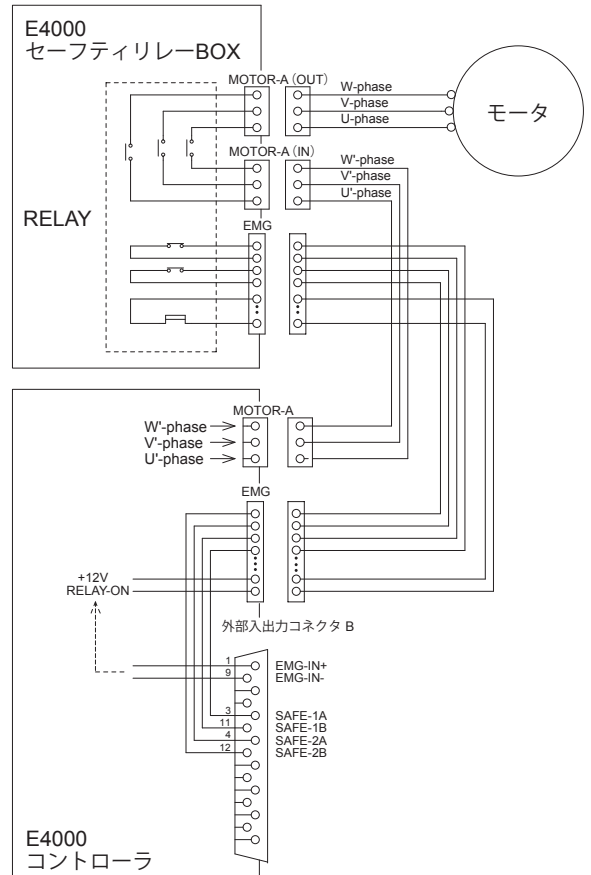 E4000
セーフティリレーBOX
MOTOR-A（OUT）
W-phase
V-phase
U-phase
モータ
MOTOR-A（IN）
W'-phase
V'-phase
U'-phase
RELAY
EMG
MOTOR-A
W'-phase
V'-phase
U'-phase
EMG
+12V
RELAY-ON
外部入出力コネクタ B
1 EMG-IN+
9 EMG-IN-
3 SAFE-1A
11 SAFE-1B
4 SAFE-2A
12 SAFE-2B
E4000
コントローラ